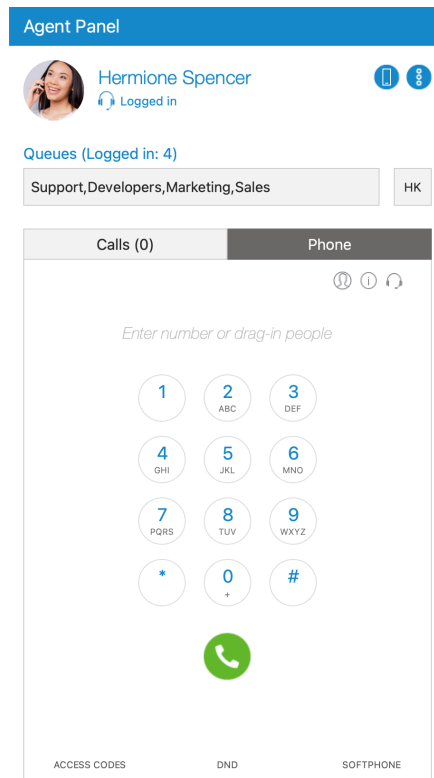 Agent Panel
Hermione Spencer
Logged in
Queues (Logged in: 4)
Support,Developers,Marketing,Sales
HK
Calls (0)
Phone
Enter number or drag-in people
1 2 3
ABC DEF
4 5 6
GHI JKL MNO
7 8 9
PQRS TUV WXYZ
* 0 #
+
ACCESS CODES DND SOFTPHONE